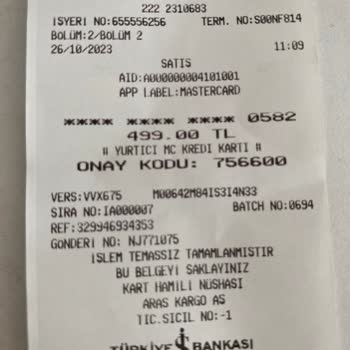 222 2310683
ISYERI NO:655556256 TERM. NO:S00NF814
BOLUM:2/BOLUM 2
26/10/2023 11:09
SATIS
AID:A0000000041010​01
APP LABEL:MASTERCARD
**** **** **** 0582
499.00 TL
# YURTICI MC KREDI KARTI #
ONAY KODU: 756600
VERS:VVX675 M00642M84IS3I4N33
SIRA NO:IA000007 BATCH NO:0694
REF:329946934353
GONDERI NO: NJ771075
ISLEM TEMASSIZ TAMAMLANMISTIR
BU BELGEYI SAKLAYINIZ
KART HAMILI NUSHASI
ARAS KARGO AS
TIC.SICIL NO:-1
TÜRKİYE İŞ BANKASI